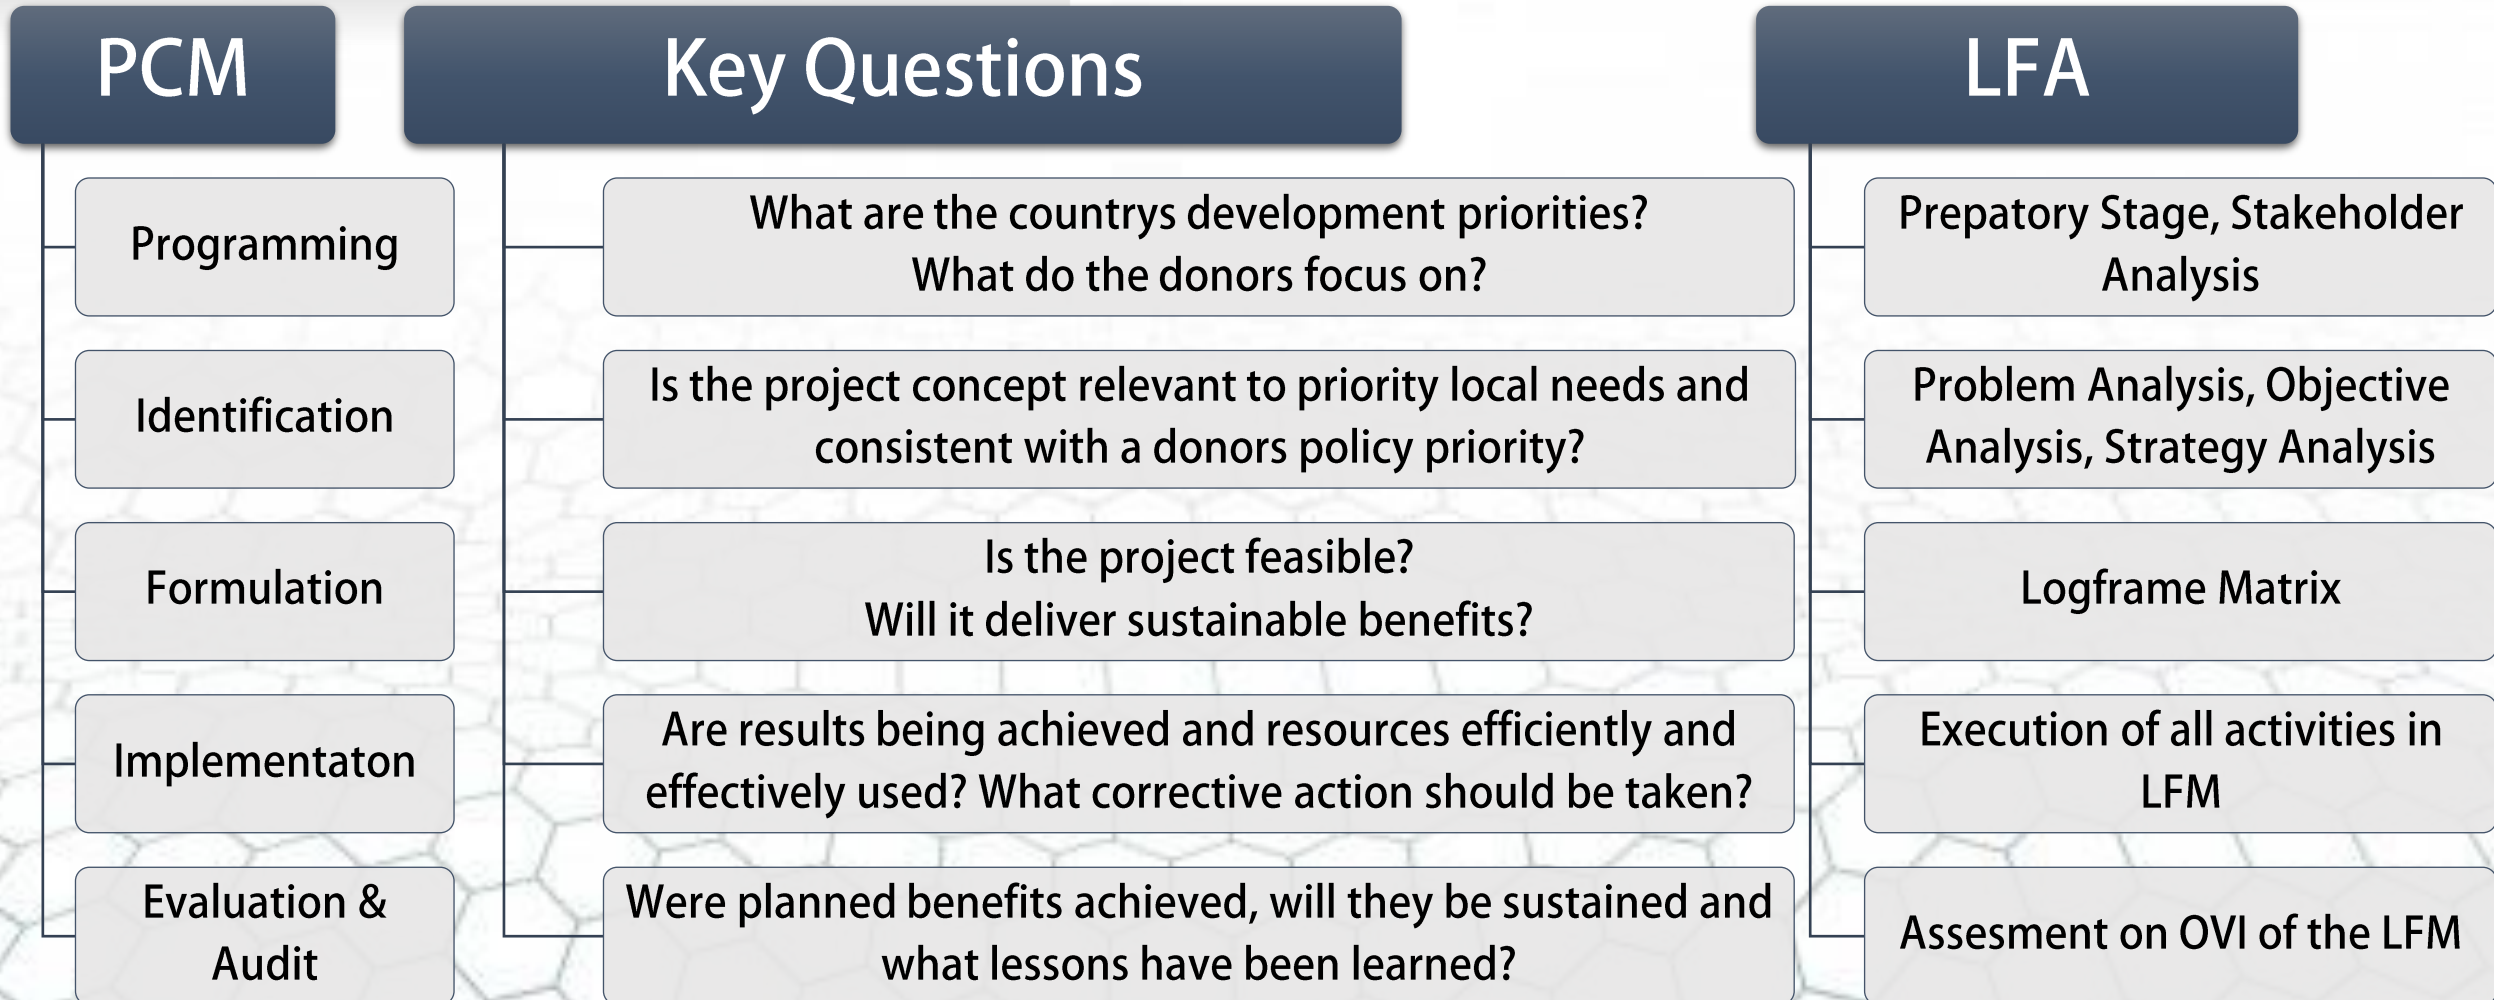 PCM
Key Questions
LFA
Programming
What are the countrys development priorities?
What do the donors focus on?
Prepatory Stage, Stakeholder
Analysis
Identification
Is the project concept relevant to priority local needs and
consistent with a donors policy priority?
Problem Analysis, Objective
Analysis, Strategy Analysis
Formulation
Is the project feasible?
Will it deliver sustainable benefits?
Logframe Matrix
Implementaton
Are results being achieved and resources efficiently and
effectively used? What corrective action should be taken?
Execution of all activities in
LFM
Evaluation &
Audit
Were planned benefits achieved, will they be sustained and
what lessons have been learned?
Assesment on OVI of the LFM